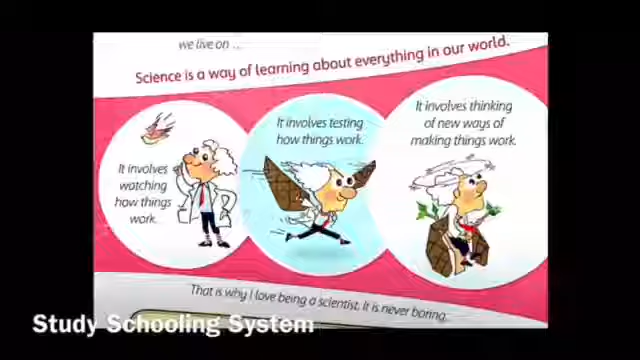 we live on ...
Science is a way of learning about everything in our world.
It involves
watching
how things
work.
It involves testing
how things work.
It involves thinking
of new ways of
making things work.
That is why I love being a scientist. It is never boring.
Study Schooling System